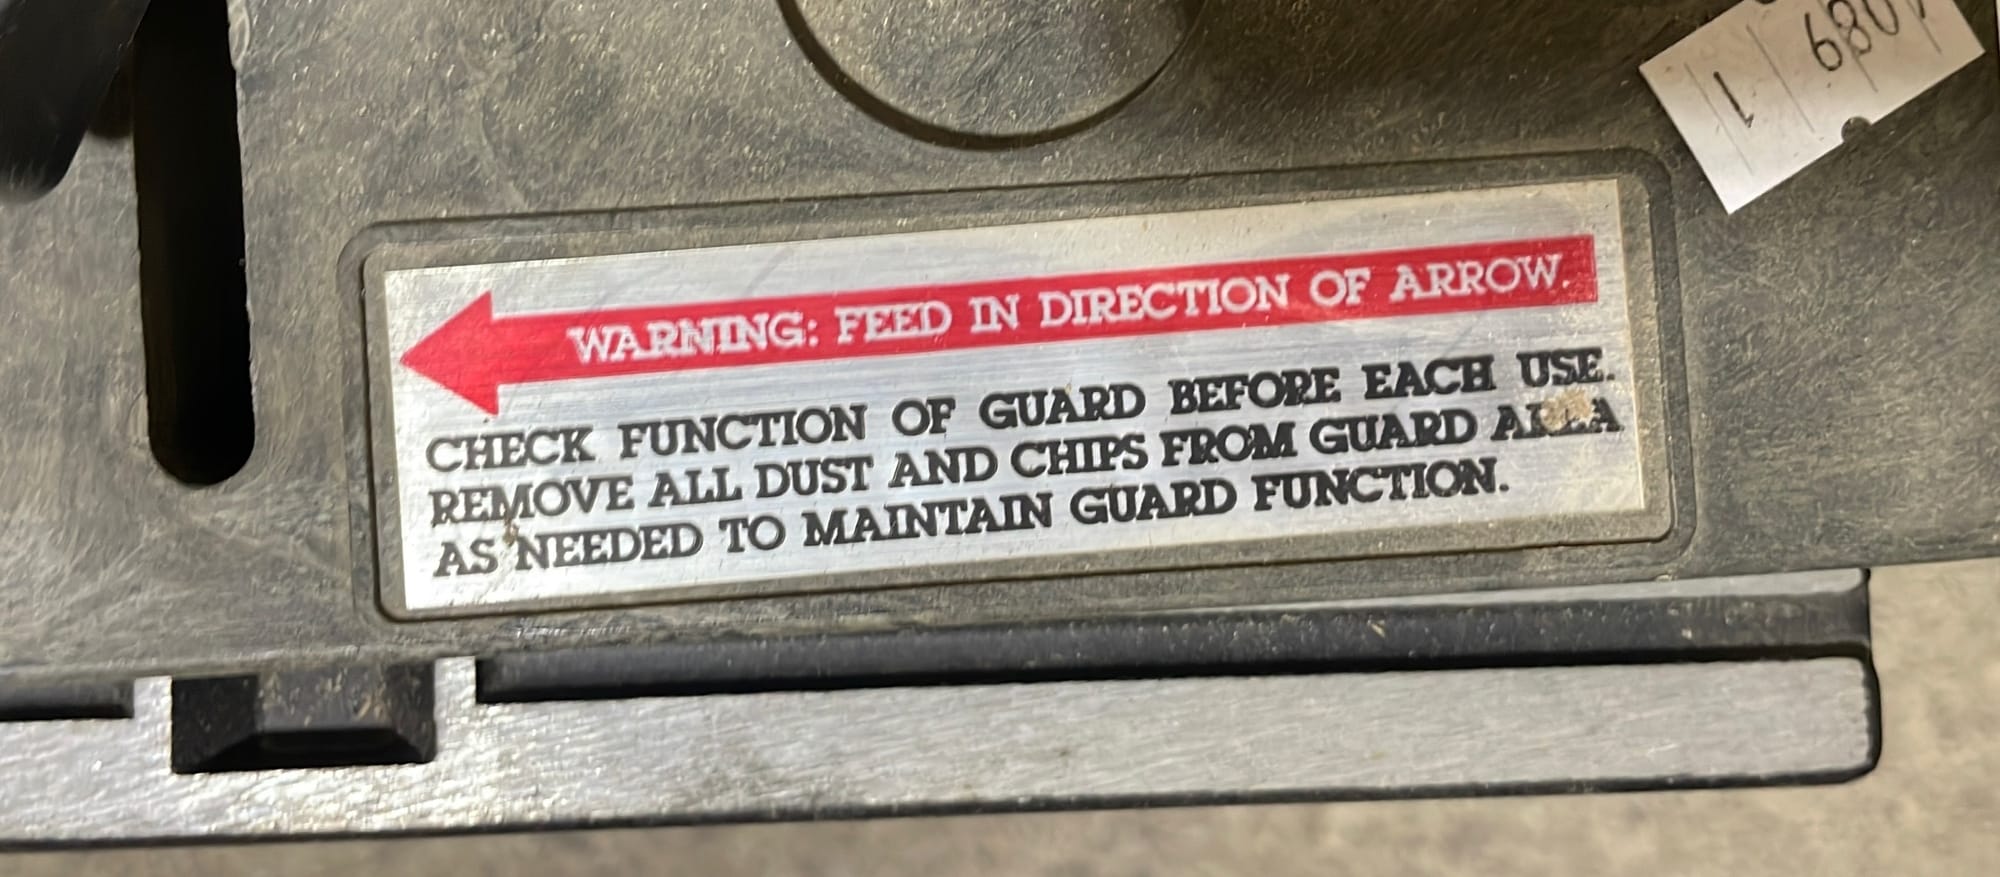 WARNING: FEED IN DIRECTION OF ARROW.
CHECK FUNCTION OF GUARD BEFORE EACH USE.
REMOVE ALL DUST AND CHIPS FROM GUARD AREA
AS NEEDED TO MAINTAIN GUARD FUNCTION.